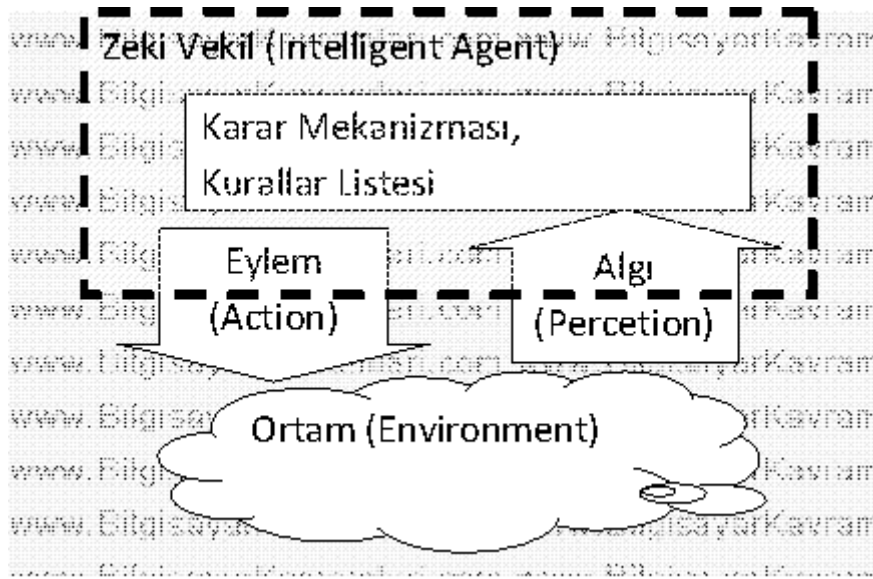 Zeki Vekil (Intelligent Agent)
Karar Mekanizması,
Kurallar Listesi
Eylem
(Action)
Algı
(Percetion)
Ortam (Environment)